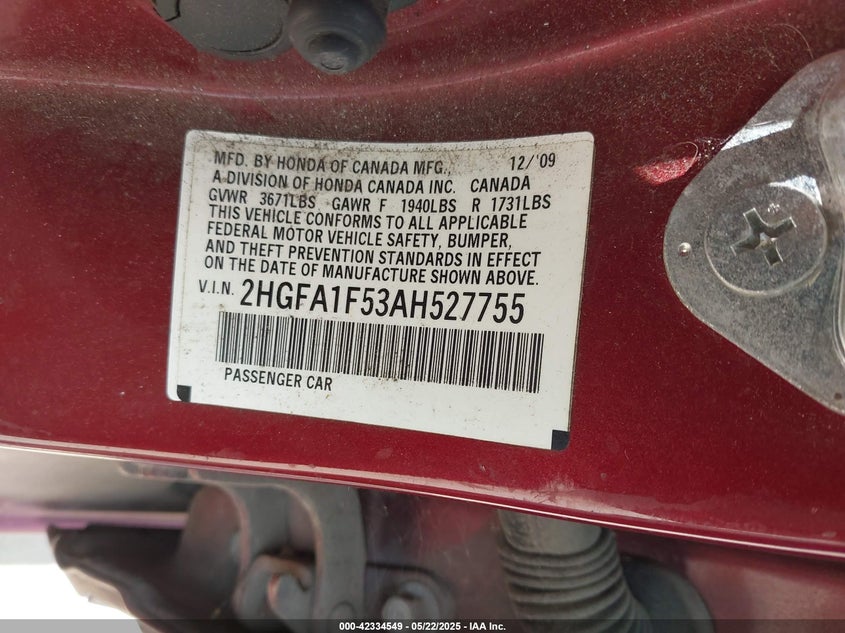 MFD. BY HONDA OF CANADA MFG., 12/'09
A DIVISION OF HONDA CANADA INC. CANADA
GVWR 3671LBS GAWR F 1940LBS R 1731LBS
THIS VEHICLE CONFORMS TO ALL APPLICABLE
FEDERAL MOTOR VEHICLE SAFETY, BUMPER,
AND THEFT PREVENTION STANDARDS IN EFFECT
ON THE DATE OF MANUFACTURE SHOWN ABOVE.
V.I.N. 2HGFA1F53AH527755
PASSENGER CAR
000-42334549 - 05/22/2025 - IAA Inc.